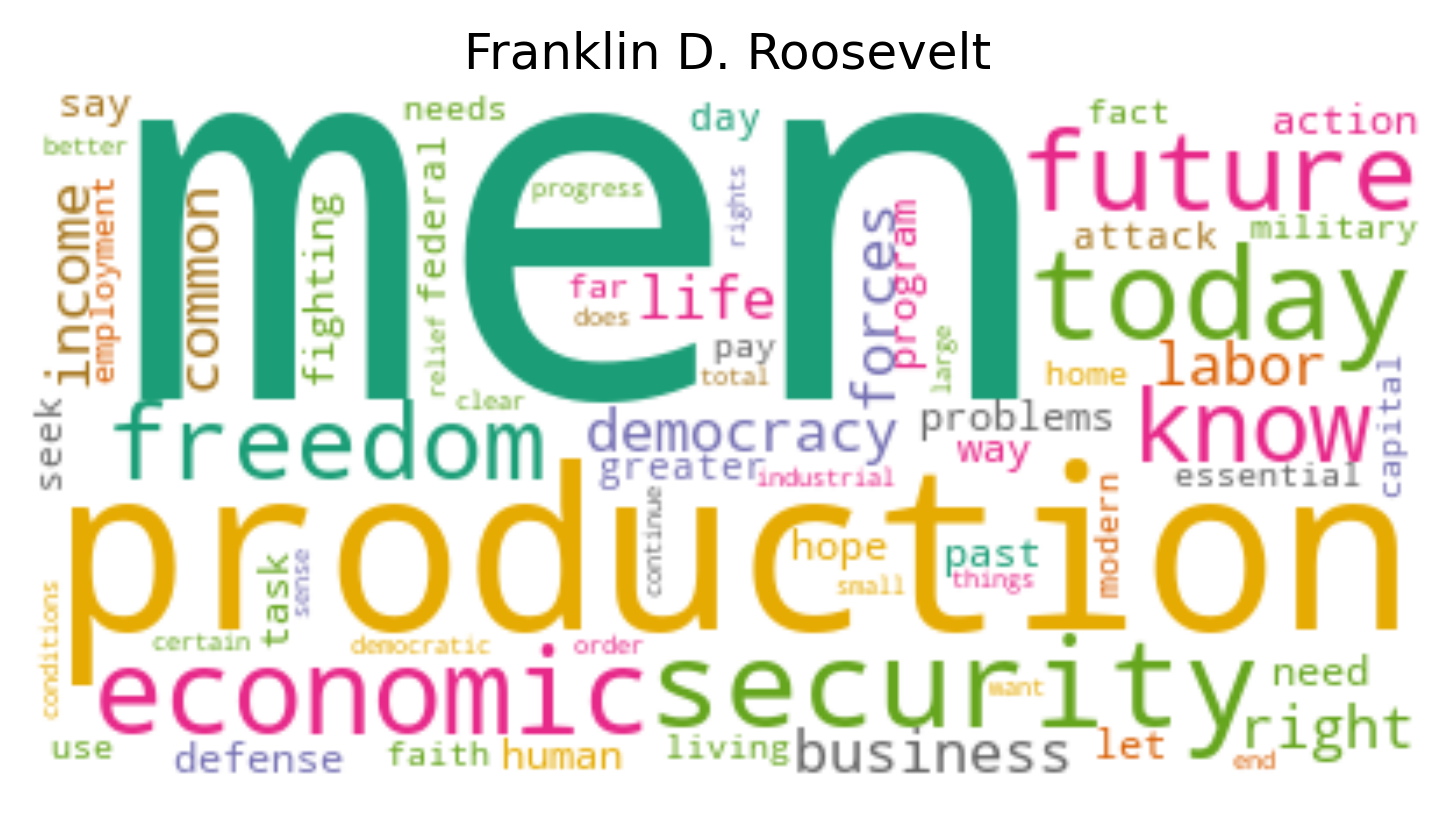 Franklin D. Roosevelt
say
needs
day
fact
action
better
men
future
progress
rights
federal
income
employment
common
fighting
forces
program
attack
military
today
far
life
does
relief
pay
total
large
home
labor
capital
seek
clear
freedom
democracy
problems
know
way
greater
industrial
essential
production
continue
hope
past
things
small
modern
task
sense
conditions
certain
democratic
order
economic
security
want
need
right
use
defense
faith
human
living
business
let
end